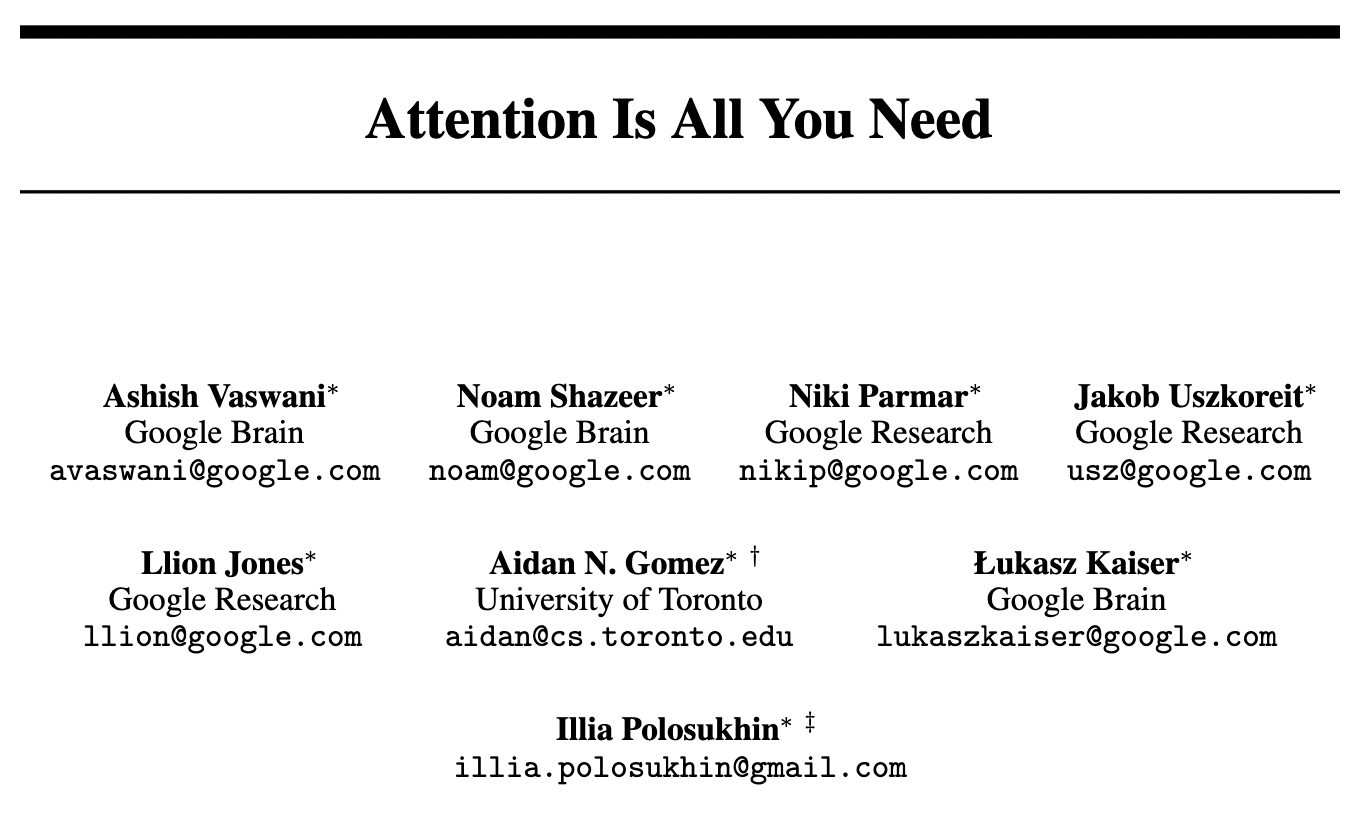 Attention Is All You Need
Ashish Vaswani* Noam Shazeer* Niki Parmar* Jakob Uszkoreit*
Google Brain Google Brain Google Research Google Research
avaswani@google.com noam@google.com nikip@google.com usz@google.com
Llion Jones* Aidan N. Gomez* † Łukasz Kaiser*
Google Research University of Toronto Google Brain
llion@google.com aidan@cs.toronto.edu lukaszkaiser@google.com
Illia Polosukhin* ‡
illia.polosukhin@gmail.com